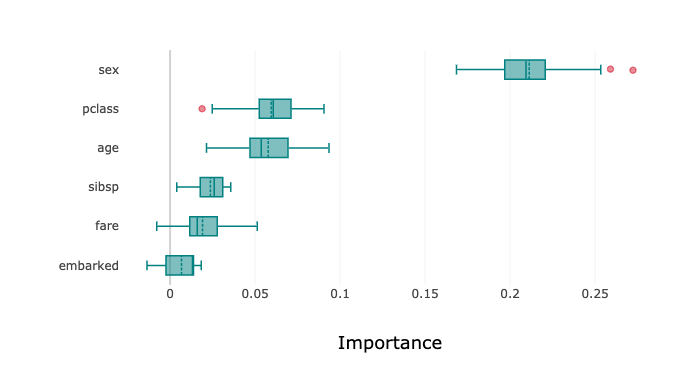 sex
pclass
age
sibsp
fare
embarked
0 0.05 0.1 0.15 0.2 0.25
Importance